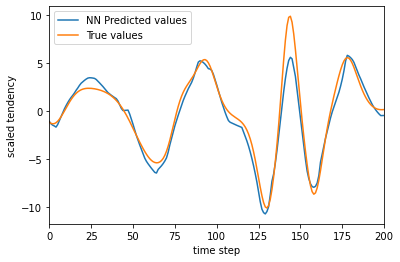 NN Predicted values
True values
10
5
0
−5
−10
scaled tendency
0 25 50 75 100 125 150 175 200
time step